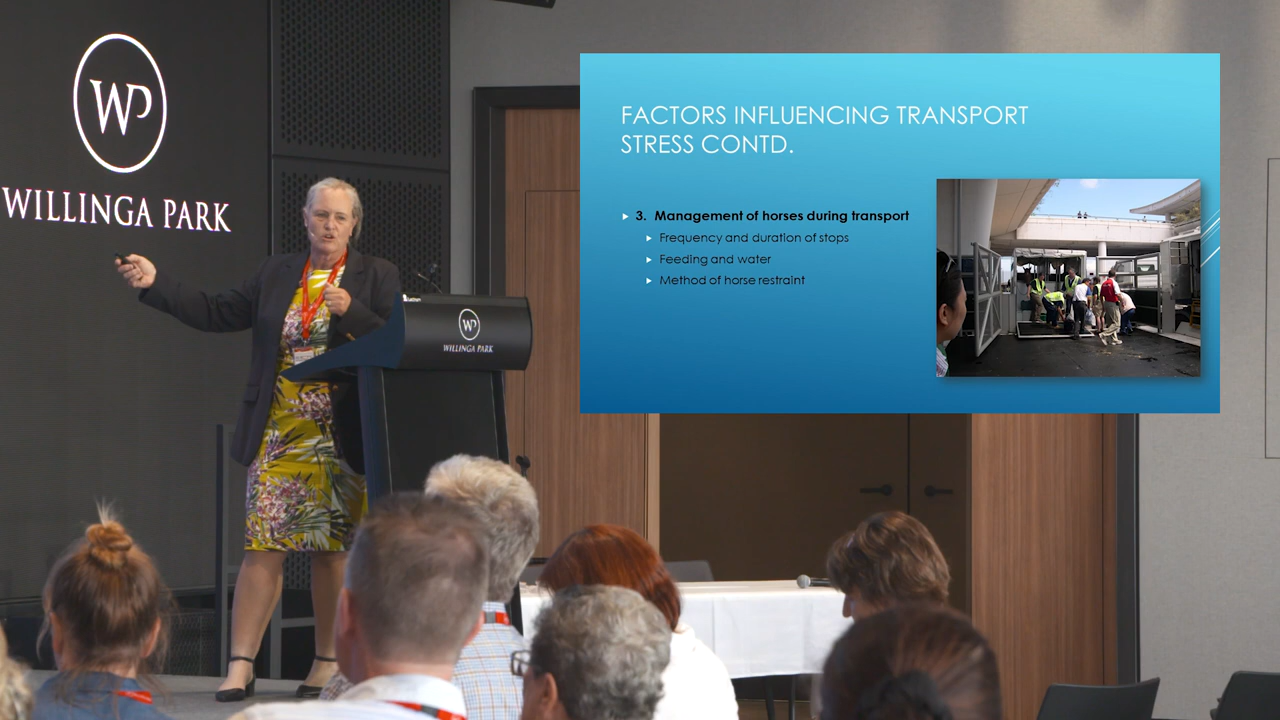 WP
WILLINGA PARK
FACTORS INFLUENCING TRANSPORT
STRESS CONTD.
3. Management of horses during transport
Frequency and duration of stops
Feeding and water
Method of horse restraint
WP
WILLINGA PARK